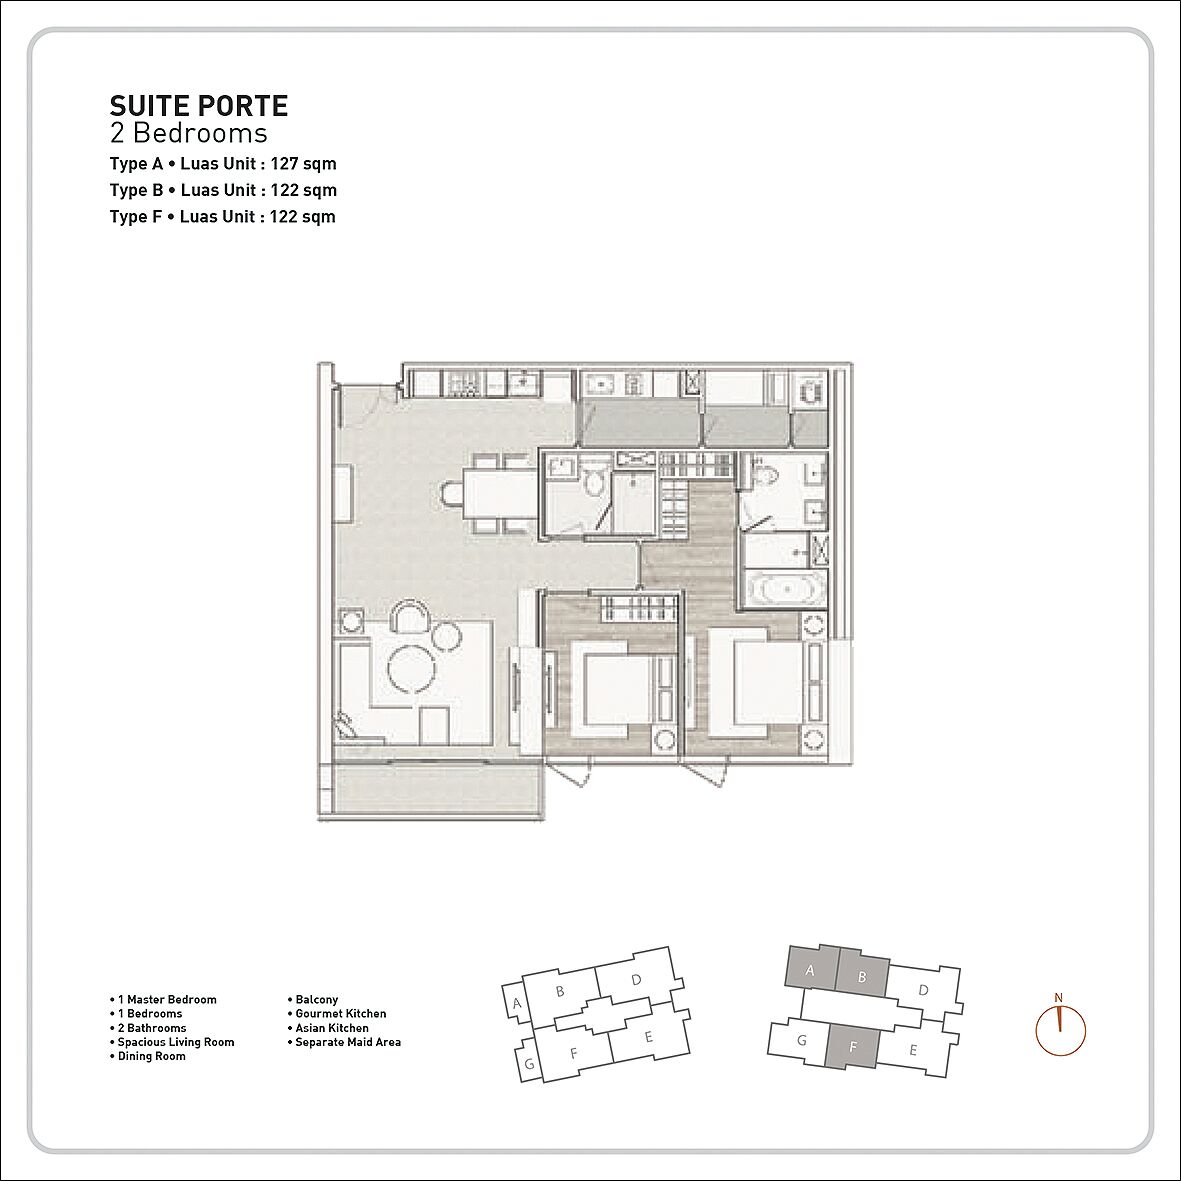 SUITE PORTE
2 Bedrooms
Type A • Luas Unit : 127 sqm
Type B • Luas Unit : 122 sqm
Type F • Luas Unit : 122 sqm
• 1 Master Bedroom
• 1 Bedrooms
• 2 Bathrooms
• Spacious Living Room
• Dining Room
• Balcony
• Gourmet Kitchen
• Asian Kitchen
• Separate Maid Area
A
B
D
G
F
E
A
B
D
G
F
E
N